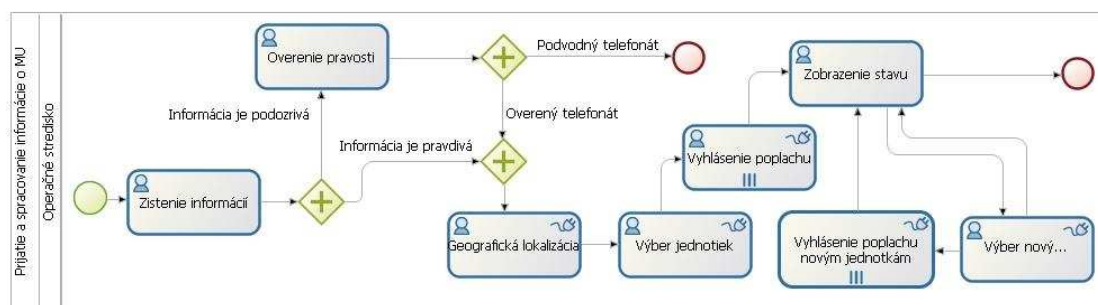 Prijatie a spracovanie informácie o MU
Operačné stredisko
Overenie pravosti
Podvodný telefonát
Zobrazenie stavu
Informácia je podozrivá
Overený telefonát
Informácia je pravdivá
Vyhlásenie poplachu
Zistenie informácií
Geografická lokalizácia
Výber jednotiek
Vyhlásenie poplachu
novým jednotkám
Výber nový...